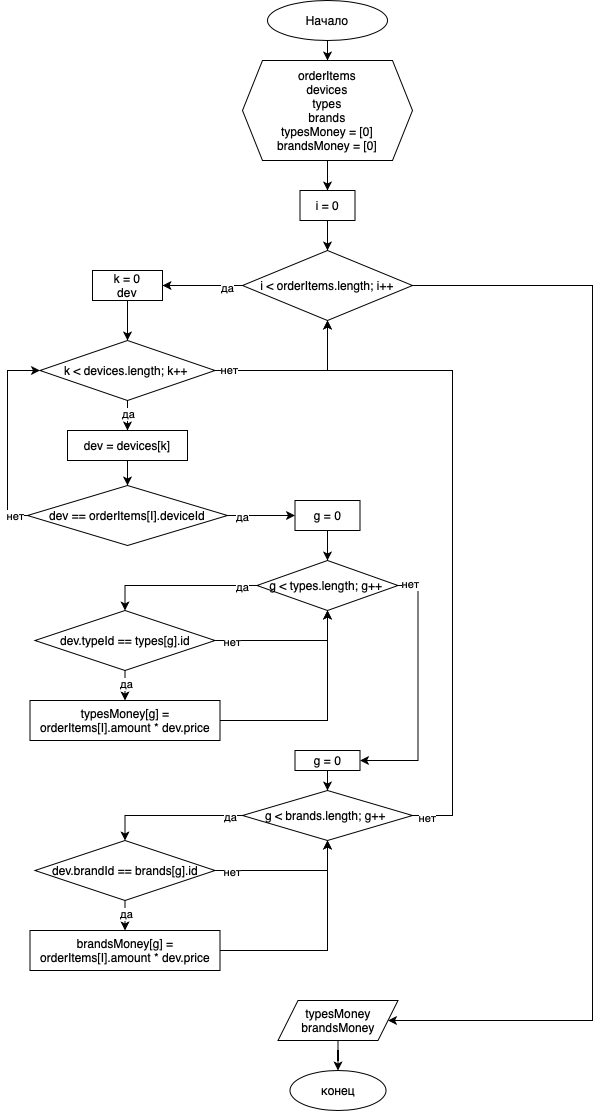 Начало
orderItems
devices
types
brands
typesMoney = [0]
brandsMoney = [0]
i = 0
i < orderItems.length; i++
да
k = 0
dev
k < devices.length; k++
нет
да
dev = devices[k]
dev == orderItems[I].deviceId
нет
да
g = 0
g < types.length; g++
да
нет
dev.typeId == types[g].id
нет
да
typesMoney[g] =
orderItems[I].amount * dev.price
g = 0
g < brands.length; g++
да
нет
dev.brandId == brands[g].id
нет
да
brandsMoney[g] =
orderItems[I].amount * dev.price
typesMoney
brandsMoney
конец